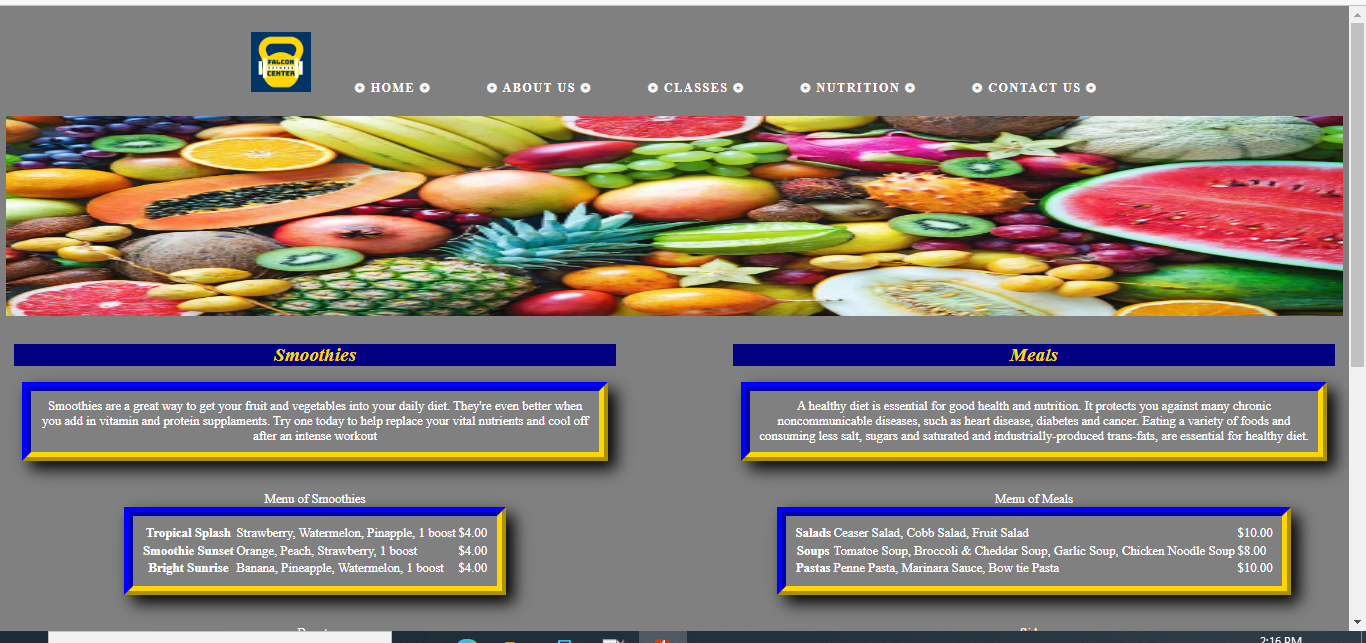 FALCON
FITNESS
CENTER
✪ HOME ✪ ✪ ABOUT US ✪ ✪ CLASSES ✪ ✪ NUTRITION ✪ ✪ CONTACT US ✪
Smoothies
Smoothies are a great way to get your fruit and vegetables into your daily diet. They're even better when
you add in vitamin and protein supplaments. Try one today to help replace your vital nutrients and cool off
after an intense workout
Menu of Smoothies
Tropical Splash Strawberry, Watermelon, Pinapple, 1 boost $4.00
Smoothie Sunset Orange, Peach, Strawberry, 1 boost $4.00
Bright Sunrise Banana, Pineapple, Watermelon, 1 boost $4.00
Meals
A healthy diet is essential for good health and nutrition. It protects you against many chronic
noncommunicable diseases, such as heart disease, diabetes and cancer. Eating a variety of foods and
consuming less salt, sugars and saturated and industrially-produced trans-fats, are essential for healthy diet.
Menu of Meals
Salads Ceaser Salad, Cobb Salad, Fruit Salad $10.00
Soups Tomatoe Soup, Broccoli & Cheddar Soup, Garlic Soup, Chicken Noodle Soup $8.00
Pastas Penne Pasta, Marinara Sauce, Bow tie Pasta $10.00
2:16 PM